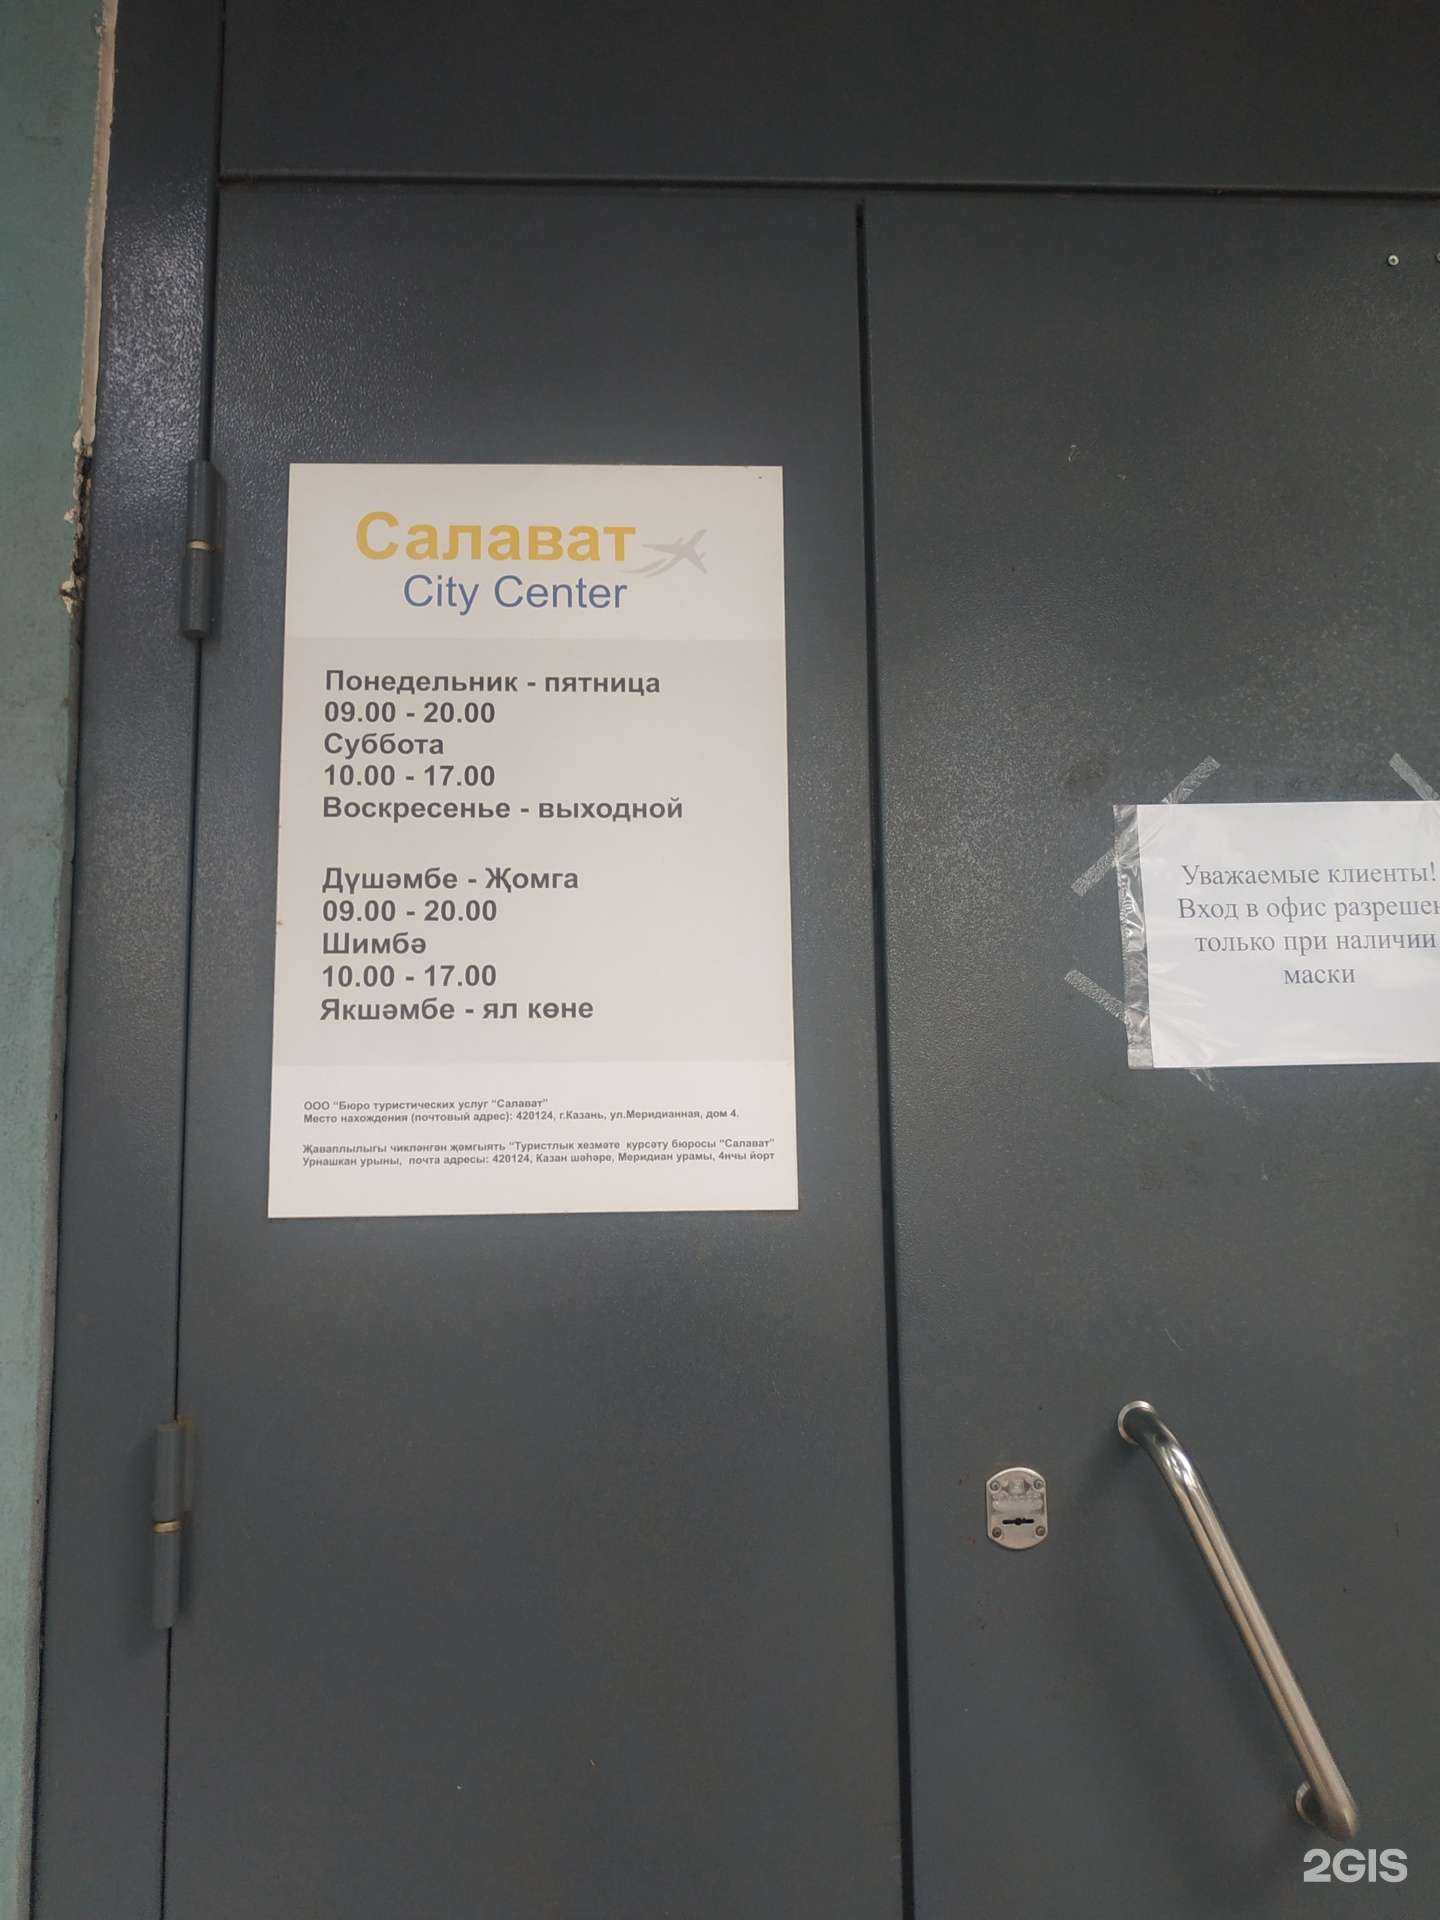 Салават
City Center
Понедельник - пятница
09.00 - 20.00
Суббота
10.00 - 17.00
Воскресенье - выходной
Дүшәмбе - Җомга
09.00 - 20.00
Шимбә
10.00 - 17.00
Якшәмбе - ял көне
ООО "Бюро туристических услуг "Салават"
Место нахождения (почтовый адрес): 420124, г.Казань, ул.Меридианная, дом 4.
Җаваплылыгы чикләнгән җәмгыять "Туристлык хезмәте курсәту бюросы "Салават"
Урнашкан урыны, почта адресы: 420124, Казан шәһәре, Меридиан урамы, 4нчы йорт
Уважаемые клиенты!
Вход в офис разрешен
только при наличии
маски
2GIS